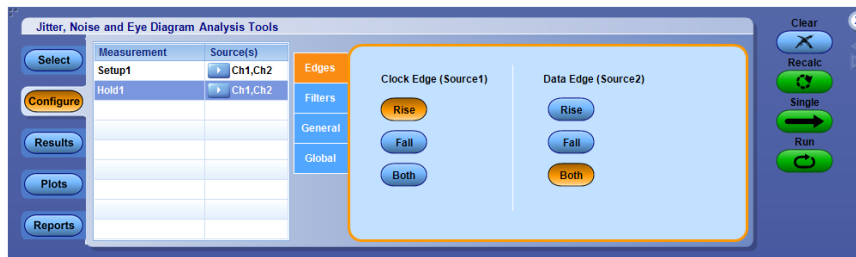 Jitter, Noise and Eye Diagram Analysis Tools
Clear
Select
Measurement Source(s)
Setup1 Ch1,Ch2
Hold1 Ch1,Ch2
Edges
Filters
General
Global
Configure
Results
Plots
Reports
Clock Edge (Source1) Data Edge (Source2)
Rise Rise
Fall Fall
Both Both
Recalc
Single
Run